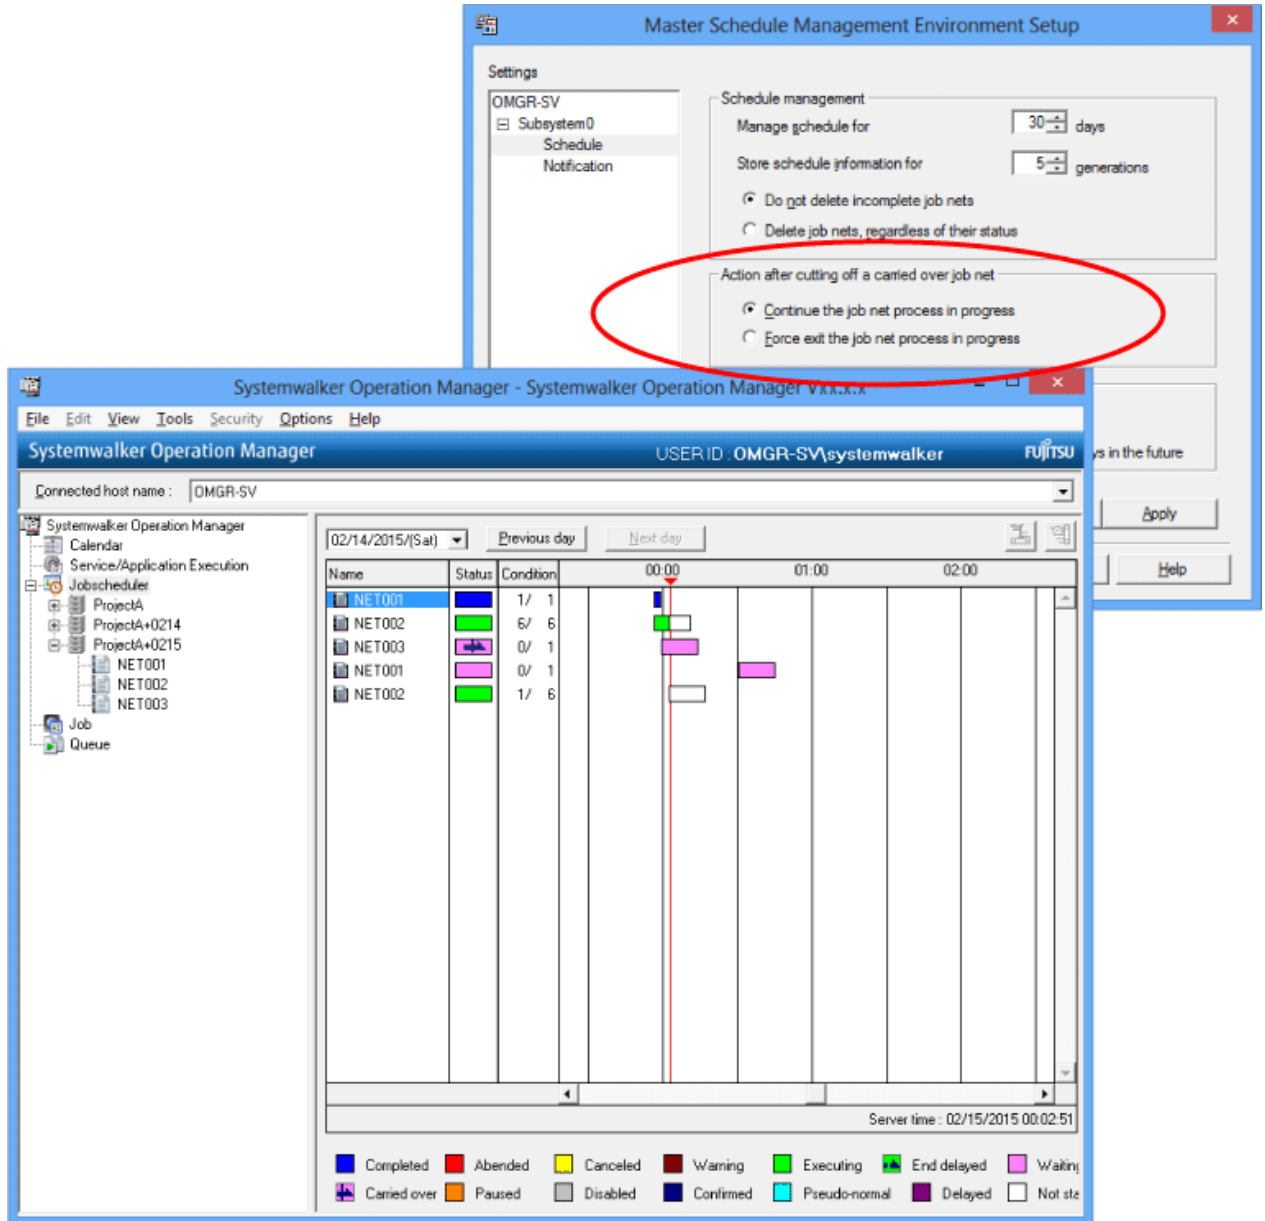 Master Schedule Management Environment Setup
Settings
OMGR-SV
Subsystem0
Schedule
Notification
Schedule management
Manage schedule for 30 days
Store schedule information for 5 generations
Do not delete incomplete job nets
Delete job nets, regardless of their status
Action after cutting off a carried over job net
Continue the job net process in progress
Force exit the job net process in progress
in the future
Apply
Help
Systemwalker Operation Manager - Systemwalker Operation Manager Vxx.x.x
File Edit View Tools Security Options Help
Systemwalker Operation Manager USER ID : OMGR-SV\systemwalker FUJITSU
Connected host name : OMGR-SV
Systemwalker Operation Manager
Calendar
Service/Application Execution
Jobscheduler
ProjectA
ProjectA+0214
ProjectA+0215
NET001
NET002
NET003
Job
Queue
02/14/2015/(Sat) Previous day Next day
Name Status Condition 00:00 01:00 02:00
NET001 1/ 1
NET002 6/ 6
NET003 0/ 1
NET001 0/ 1
NET002 1/ 6
Server time : 02/15/2015 00:02:51
Completed Abended Canceled Warning Executing End delayed
Carried over Paused Disabled Confirmed Pseudo-normal Delayed Not